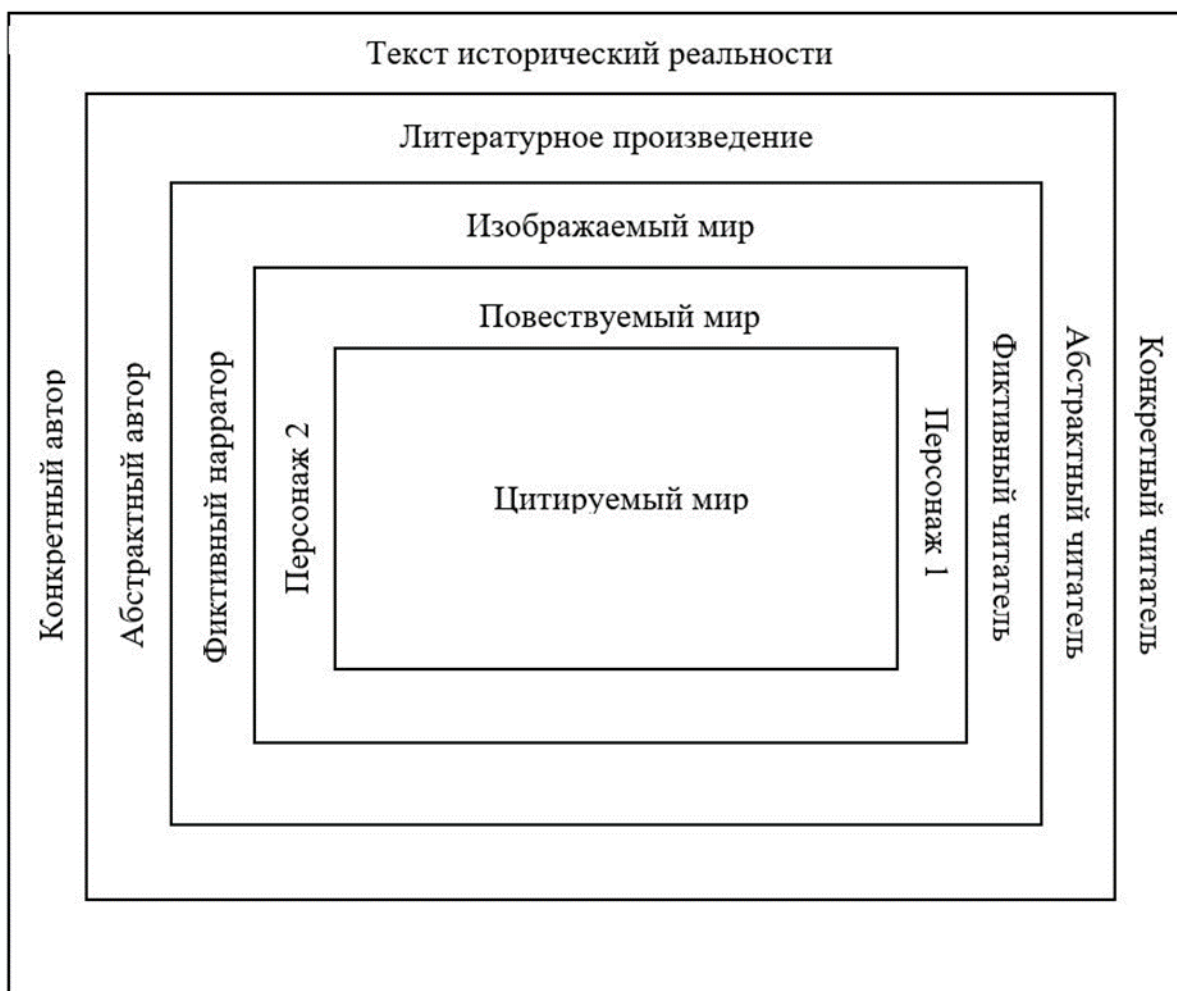 Текст исторический реальности
Литературное произведение
Изображаемый мир
Повествуемый мир
Конкретный автор
Абстрактный автор
Фиктивный нарратор
Персонаж 2
Цитируемый мир
Персонаж 1
Фиктивный читатель
Абстрактный читатель
Конкретный читатель